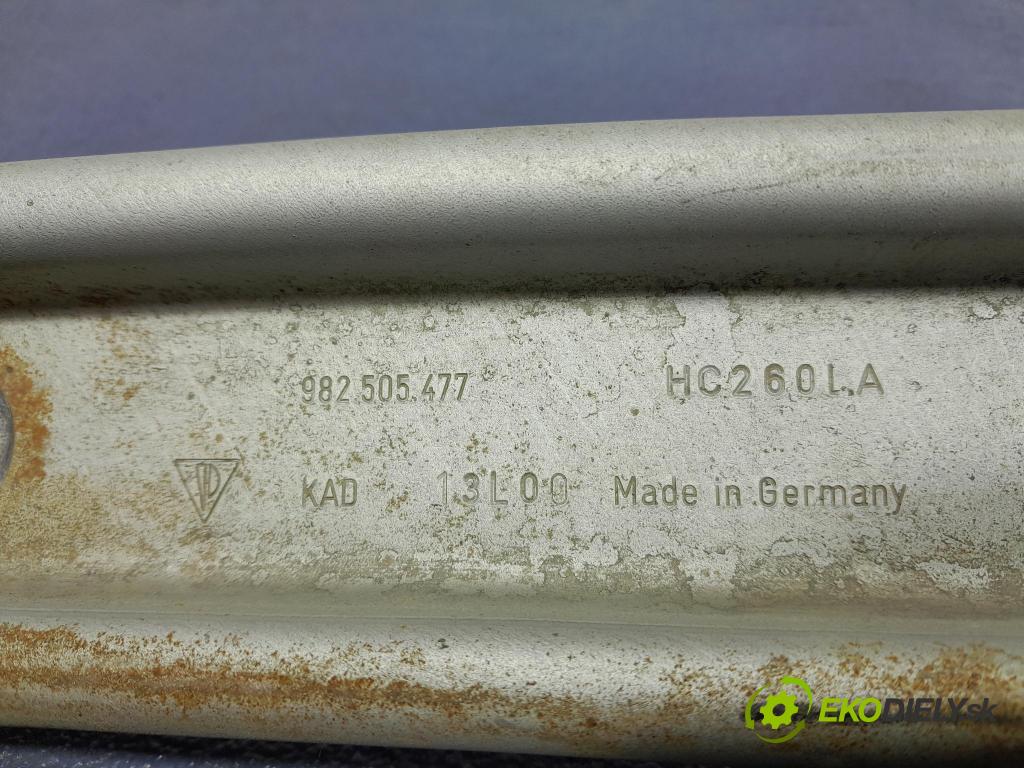 982.505.477 HC260LA
KAD 13L00 Made in Germany
EKODIELY.sk